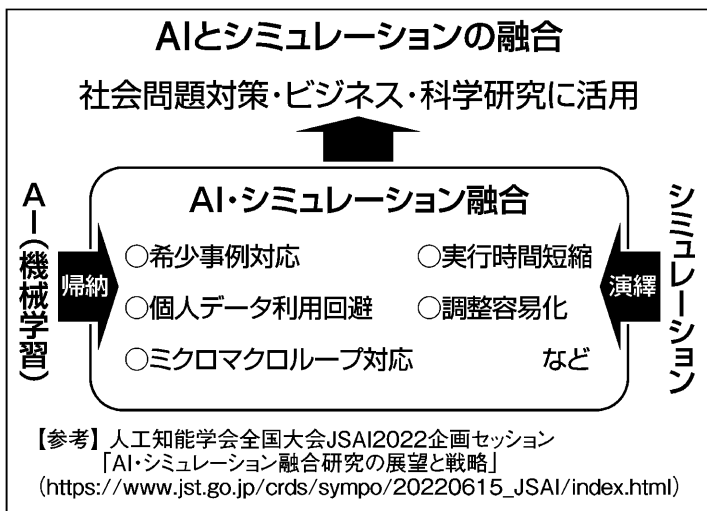 AIとシミュレーションの融合
社会問題対策・ビジネス・科学研究に活用
AI・シミュレーション融合
AI(機械学習)
帰納
○希少事例対応
○実行時間短縮
○個人データ利用回避
○調整容易化
○ミクロマクロループ対応
など
演繹
シミュレーション
【参考】人工知能学会全国大会JSAI2022企画セッション
「AI・シミュレーション融合研究の展望と戦略」
(https://www.jst.go.jp/crds/sympo/20220615_JSAI/index.html)